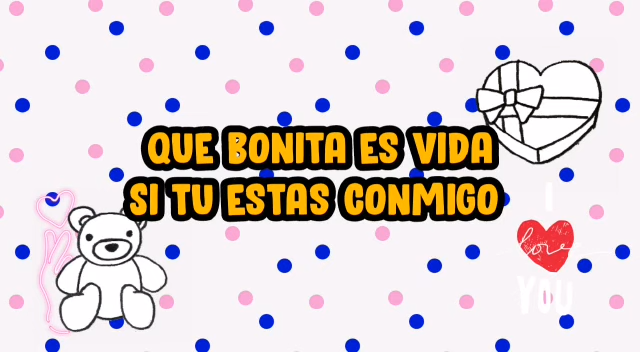 QUE BONITA ES VIDA
SI TU ESTAS CONMIGO
I
love
YOU